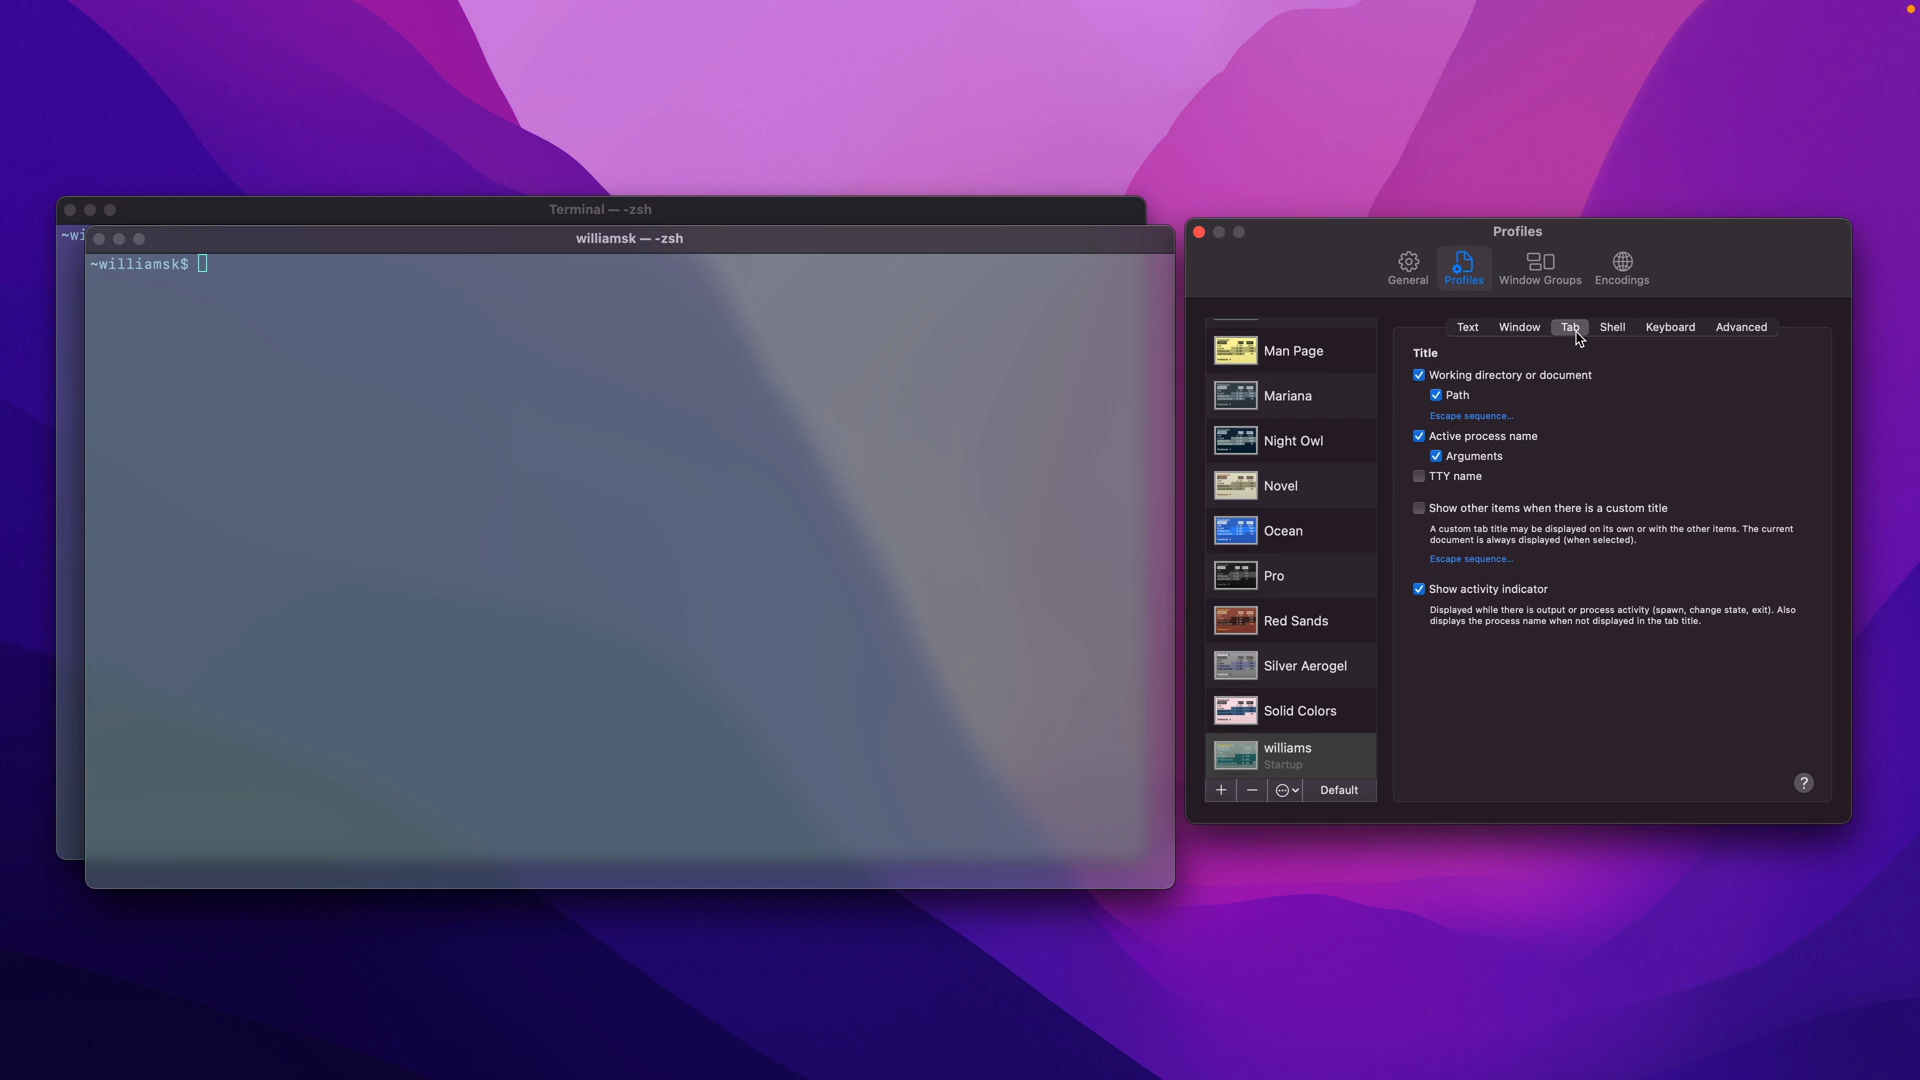 Terminal — -zsh
~wi
williamsk — -zsh
~williamsk$
Profiles
General
Profiles
Window Groups
Encodings
Man Page
Mariana
Night Owl
Novel
Ocean
Pro
Red Sands
Silver Aerogel
Solid Colors
williams
Startup
+ − Default
Text Window Tab Shell Keyboard Advanced
Title
Working directory or document
Path
Escape sequence...
Active process name
Arguments
TTY name
Show other items when there is a custom title
A custom tab title may be displayed on its own or with the other items. The current
document is always displayed (when selected).
Escape sequence...
Show activity indicator
Displayed while there is output or process activity (spawn, change state, exit). Also
displays the process name when not displayed in the tab title.
?